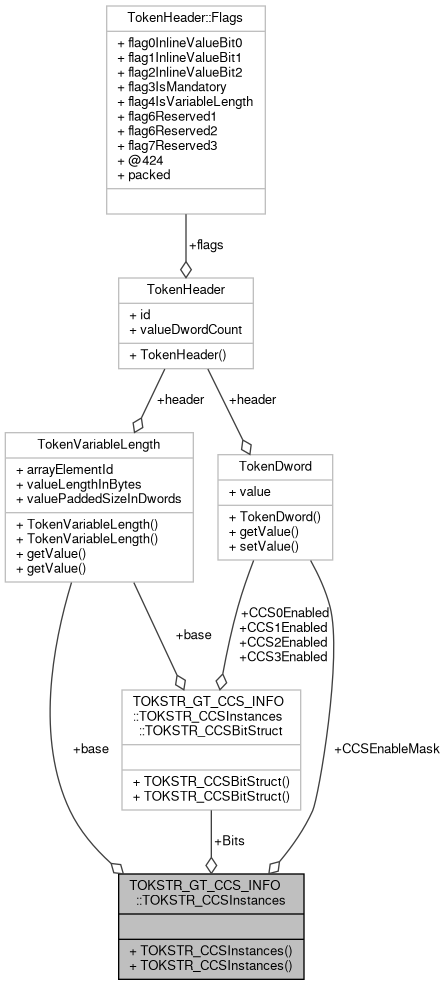 TokenHeader::Flags
+ flag0InlineValueBit0
+ flag1InlineValueBit1
+ flag2InlineValueBit2
+ flag3IsMandatory
+ flag4IsVariableLength
+ flag6Reserved1
+ flag6Reserved2
+ flag7Reserved3
+ @424
+ packed
+flags
TokenHeader
+ id
+ valueDwordCount
+ TokenHeader()
+header
+header
TokenVariableLength
+ arrayElementId
+ valueLengthInBytes
+ valuePaddedSizeInDwords
+ TokenVariableLength()
+ TokenVariableLength()
+ getValue()
+ getValue()
TokenDword
+ value
+ TokenDword()
+ getValue()
+ setValue()
+base
+CCS0Enabled
+CCS1Enabled
+CCS2Enabled
+CCS3Enabled
TOKSTR_GT_CCS_INFO
::TOKSTR_CCSInstances
::TOKSTR_CCSBitStruct
+ TOKSTR_CCSBitStruct()
+ TOKSTR_CCSBitStruct()
+base
+CCSEnableMask
+Bits
TOKSTR_GT_CCS_INFO
::TOKSTR_CCSInstances
+ TOKSTR_CCSInstances()
+ TOKSTR_CCSInstances()